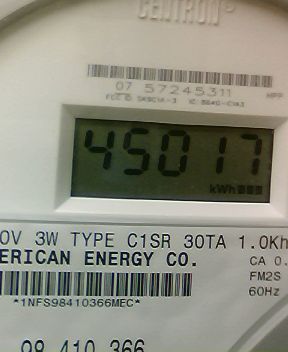 CENTRON®
07 57245311
45017
kWh
0V 3W TYPE C1SR 30TA 1.0Kh
ERICAN ENERGY CO.
CA 0.
FM2S
*1NFS98410366MEC*
60Hz
98 410 366